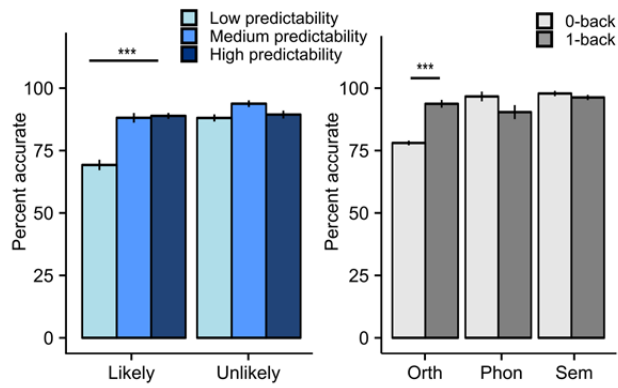 Low predictability
Medium predictability
High predictability
***
100
75
50
25
0
Percent accurate
Likely
Unlikely
0-back
1-back
***
100
75
50
25
0
Percent accurate
Orth
Phon
Sem